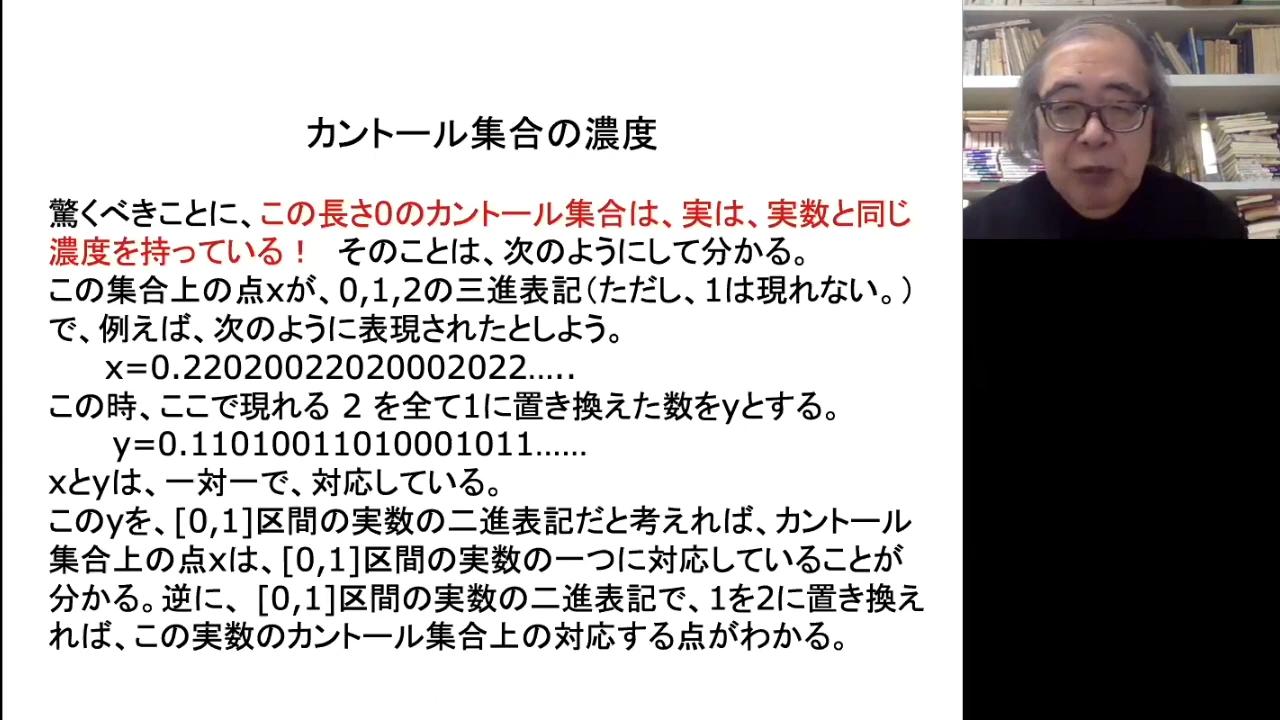 カントール集合の濃度
驚くべきことに、この長さ0のカントール集合は、実は、実数と同じ
濃度を持っている！ そのことは、次のようにして分かる。
この集合上の点xが、0,1,2の三進表記（ただし、1は現れない。）
で、例えば、次のように表現されたとしよう。
x=0.22020022020002022.....
この時、ここで現れる 2 を全て1に置き換えた数をyとする。
y=0.11010011010001011......
xとyは、一対一で、対応している。
このyを、[0,1]区間の実数の二進表記だと考えれば、カントール
集合上の点xは、[0,1]区間の実数の一つに対応していることが
分かる。逆に、 [0,1]区間の実数の二進表記で、1を2に置き換え
れば、この実数のカントール集合上の対応する点がわかる。